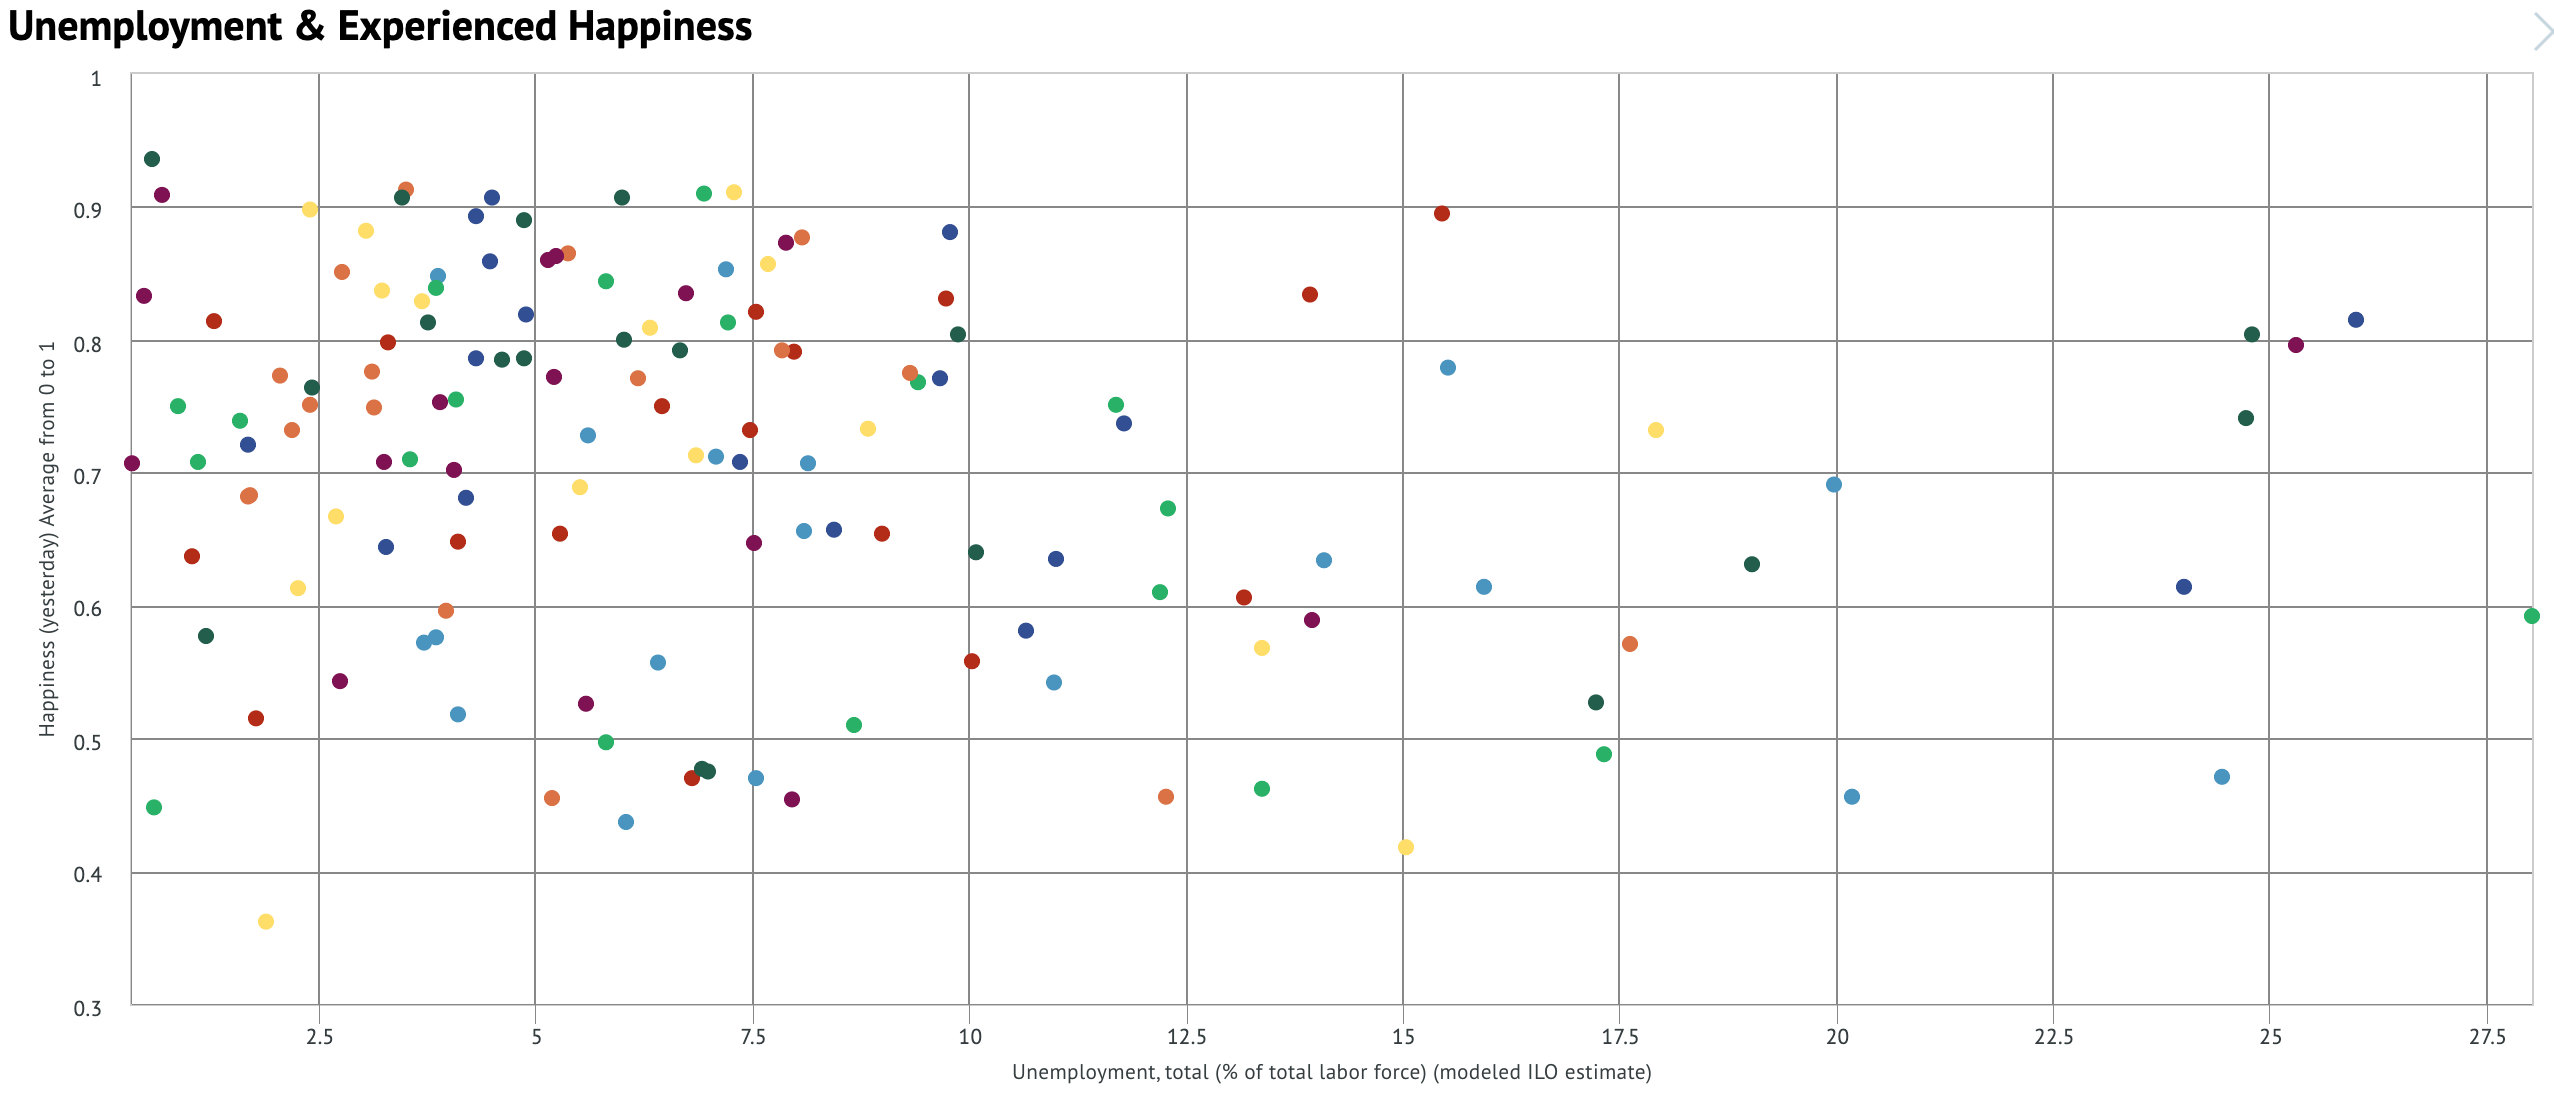 Unemployment & Experienced Happiness
Happiness (yesterday) Average from 0 to 1
1
0.9
0.8
0.7
0.6
0.5
0.4
0.3
2.5 5 7.5 10 12.5 15 17.5 20 22.5 25 27.5
Unemployment, total (% of total labor force) (modeled ILO estimate)